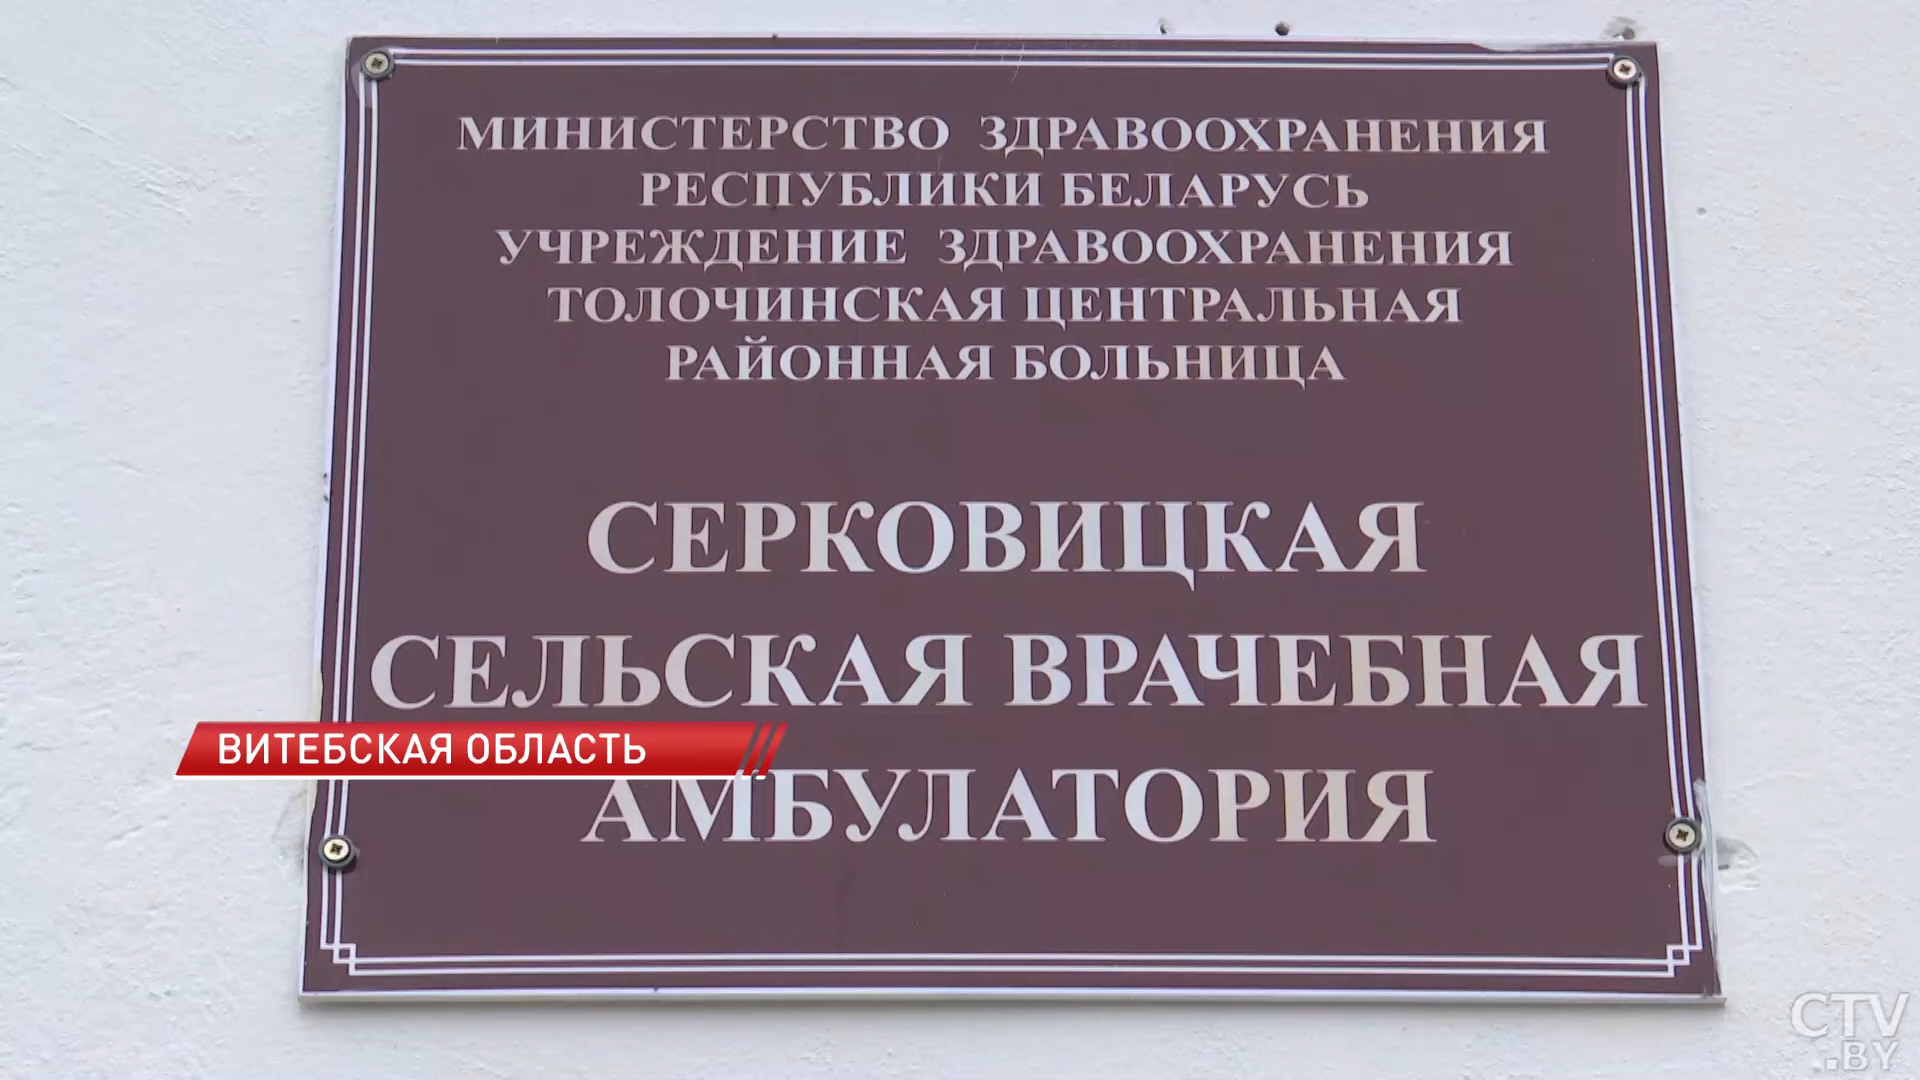 МИНИСТЕРСТВО ЗДРАВООХРАНЕНИЯ
РЕСПУБЛИКИ БЕЛАРУСЬ
УЧРЕЖДЕНИЕ ЗДРАВООХРАНЕНИЯ
ТОЛОЧИНСКАЯ ЦЕНТРАЛЬНАЯ
РАЙОННАЯ БОЛЬНИЦА
СЕРКОВИЦКАЯ
СЕЛЬСКАЯ ВРАЧЕБНАЯ
АМБУЛАТОРИЯ
ВИТЕБСКАЯ ОБЛАСТЬ
CTV
.BY